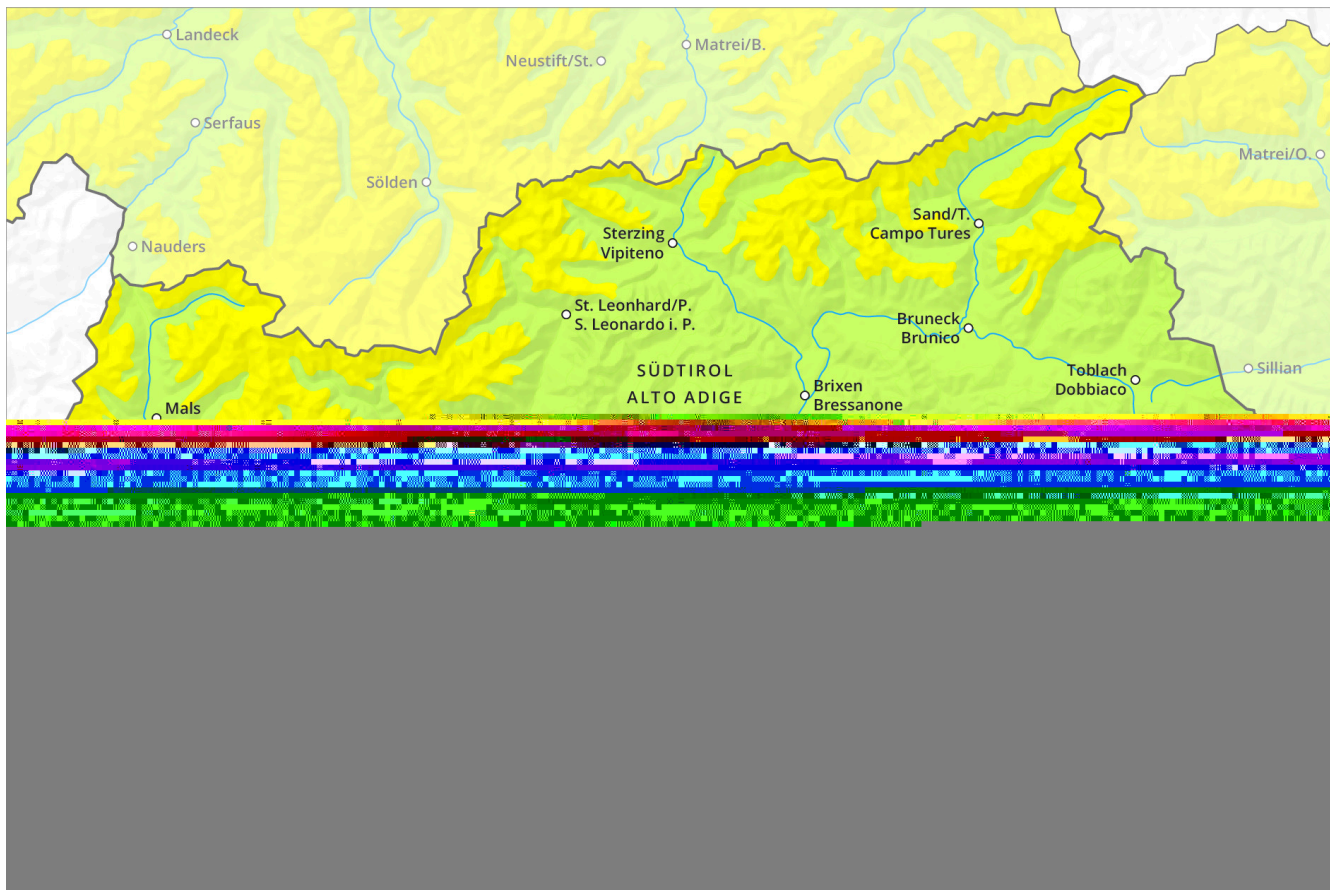 Landeck
Matrei/B.
Neustift/St.
Serfaus
Matrei/O.
Sölden
Sand/T.
Campo Tures
Sterzing
Vipiteno
Nauders
St. Leonhard/P.
S. Leonardo i. P.
Bruneck
Brunico
SÜDTIROL
ALTO ADIGE
Toblach
Dobbiaco
Sillian
Brixen
Bressanone
Mals